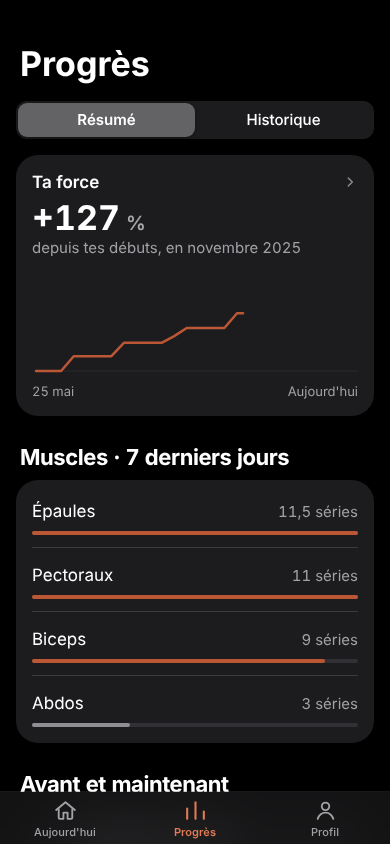 Progrès
Résumé
Historique
Ta force
+127 %
depuis tes débuts, en novembre 2025
25 mai
Aujourd'hui
Muscles · 7 derniers jours
Épaules
11,5 séries
Pectoraux
11 séries
Biceps
9 séries
Abdos
3 séries
Avant et maintenant
Aujourd'hui
Progrès
Profil